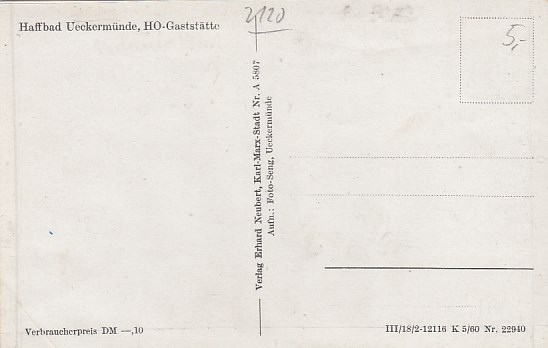 Haffbad Ueckermünde, HO-Gaststätte
2120
5,-
Verlag Erhard Neubert, Karl-Marx-Stadt Nr. A 5807
Aufn.: Foto-Seng, Ueckermünde
Verbraucherpreis DM —,10
III/18/2-12116 K 5/60 Nr. 22940